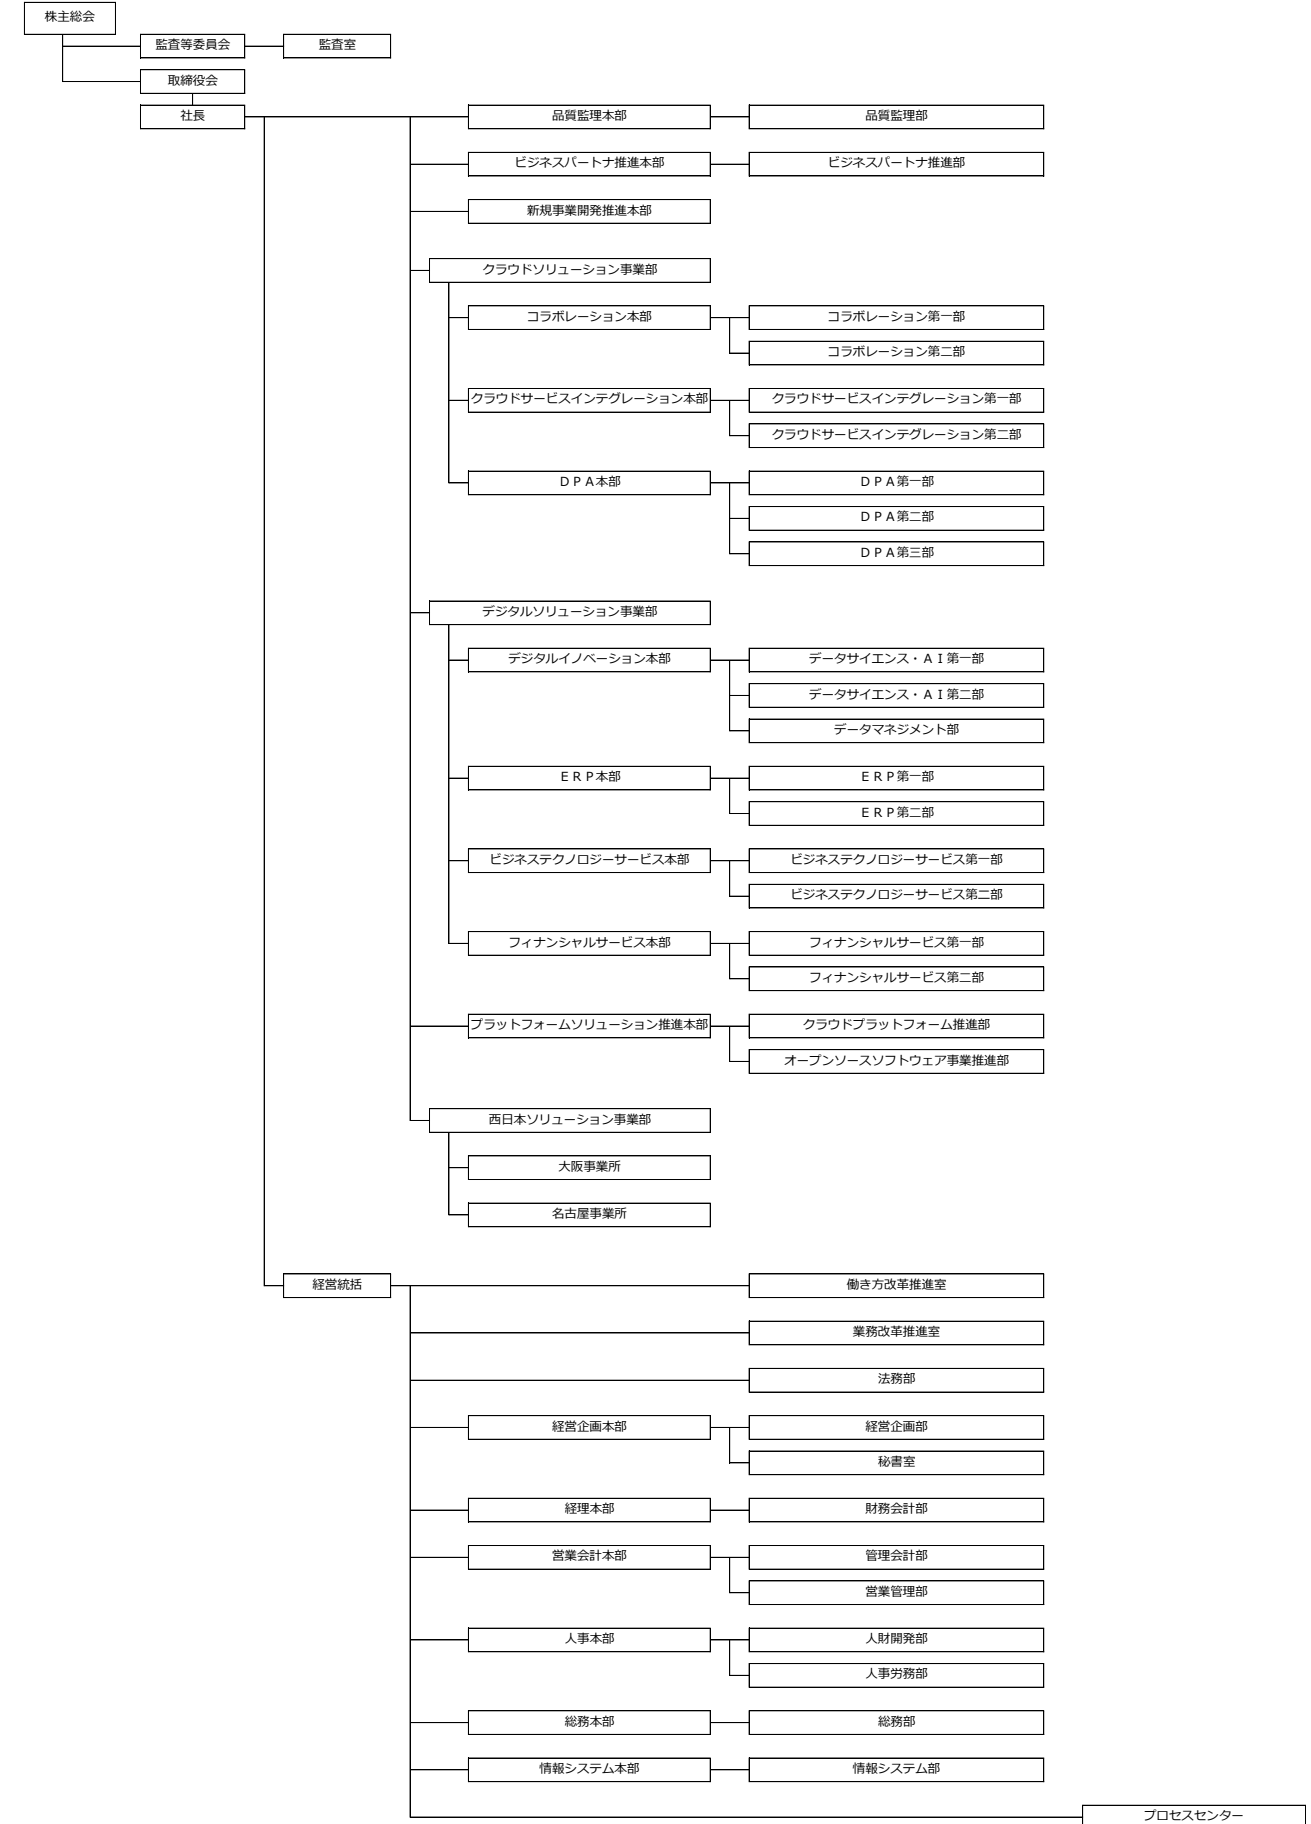 株主総会
監査等委員会
監査室
取締役会
社長
品質監理本部
品質監理部
ビジネスパートナ推進本部
ビジネスパートナ推進部
新規事業開発推進本部
クラウドソリューション事業部
コラボレーション本部
コラボレーション第一部
コラボレーション第二部
クラウドサービスインテグレーション本部
クラウドサービスインテグレーション第一部
クラウドサービスインテグレーション第二部
ＤＰＡ本部
ＤＰＡ第一部
ＤＰＡ第二部
ＤＰＡ第三部
デジタルソリューション事業部
デジタルイノベーション本部
データサイエンス・ＡＩ第一部
データサイエンス・ＡＩ第二部
データマネジメント部
ＥＲＰ本部
ＥＲＰ第一部
ＥＲＰ第二部
ビジネステクノロジーサービス本部
ビジネステクノロジーサービス第一部
ビジネステクノロジーサービス第二部
フィナンシャルサービス本部
フィナンシャルサービス第一部
フィナンシャルサービス第二部
プラットフォームソリューション推進本部
クラウドプラットフォーム推進部
オープンソースソフトウェア事業推進部
西日本ソリューション事業部
大阪事業所
名古屋事業所
経営統括
働き方改革推進室
業務改革推進室
法務部
経営企画本部
経営企画部
秘書室
経理本部
財務会計部
営業会計本部
管理会計部
営業管理部
人事本部
人財開発部
人事労務部
総務本部
総務部
情報システム本部
情報システム部
プロセスセンター